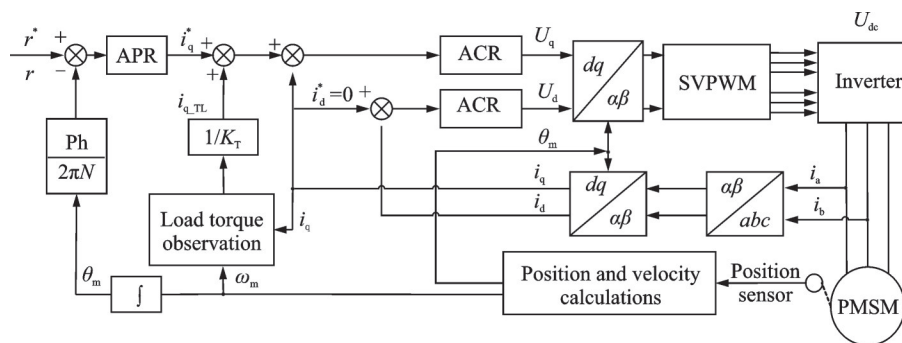 r* + i_q* + + U_q U_dc
APR ACR dq SVPWM Inverter
r − + i_d*=0 + U_d αβ
ACR
i_q_TL
1/K_T θ_m
Ph
2πN
i_q dq αβ i_a
i_d αβ abc i_b
Load torque
observation i_q
θ_m ∫ ω_m
Position and velocity
calculations
Position
sensor
PMSM